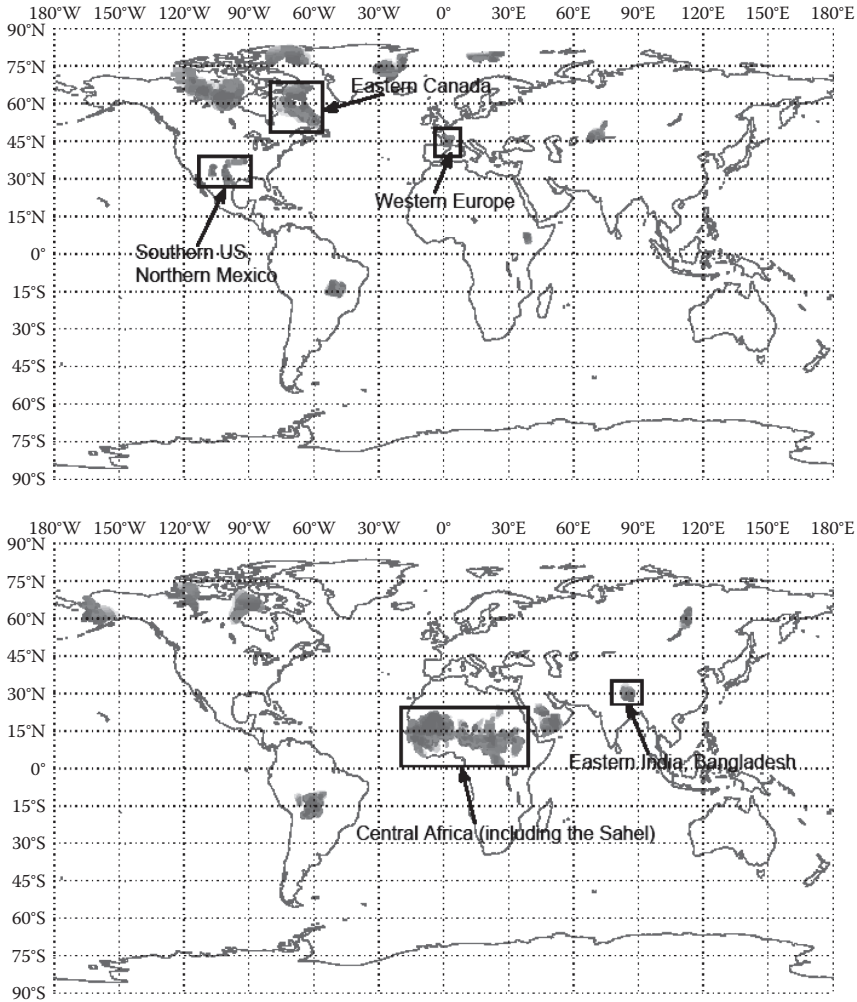 180°W 150°W 120°W 90°W 60°W 30°W 0° 30°E 60°E 90°E 120°E 150°E 180°E
90°N
75°N
Eastern Canada
60°N
45°N
30°N
Western Europe
15°N
0°
Southern US,
Northern Mexico
15°S
30°S
45°S
60°S
75°S
90°S
180°W 150°W 120°W 90°W 60°W 30°W 0° 30°E 60°E 90°E 120°E 150°E 180°E
90°N
75°N
60°N
45°N
30°N
15°N
0°
Eastern India, Bangladesh
15°S
Central Africa (including the Sahel)
30°S
45°S
60°S
75°S
90°S